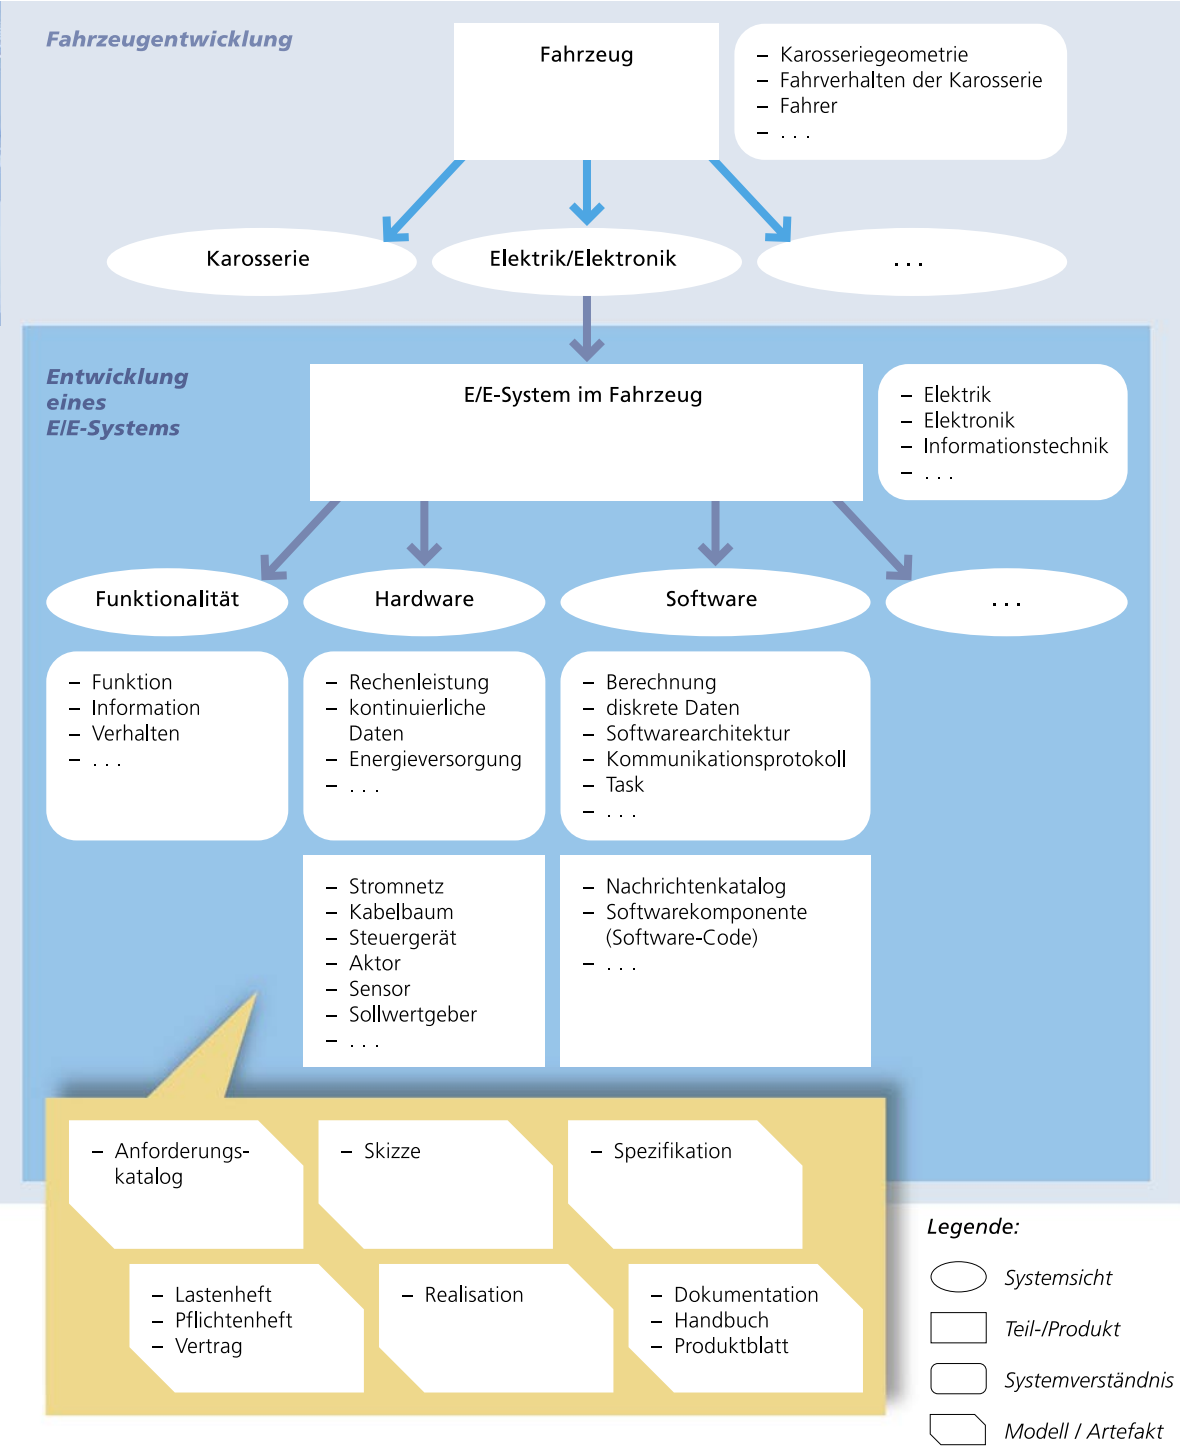 Fahrzeugentwicklung
Fahrzeug
– Karosseriegeometrie
– Fahrverhalten der Karosserie
– Fahrer
– . . .
Karosserie
Elektrik/Elektronik
. . .
Entwicklung
eines
E/E-Systems
E/E-System im Fahrzeug
– Elektrik
– Elektronik
– Informationstechnik
– . . .
Funktionalität
Hardware
Software
. . .
– Funktion
– Information
– Verhalten
– . . .
– Rechenleistung
– kontinuierliche
Daten
– Energieversorgung
– . . .
– Berechnung
– diskrete Daten
– Softwarearchitektur
– Kommunikationsprotokoll
– Task
– . . .
– Stromnetz
– Kabelbaum
– Steuergerät
– Aktor
– Sensor
– Sollwertgeber
– . . .
– Nachrichtenkatalog
– Softwarekomponente
(Software-Code)
– . . .
– Anforderungs-
katalog
– Skizze
– Spezifikation
– Lastenheft
– Pflichtenheft
– Vertrag
– Realisation
– Dokumentation
– Handbuch
– Produktblatt
Legende:
Systemsicht
Teil-/Produkt
Systemverständnis
Modell / Artefakt